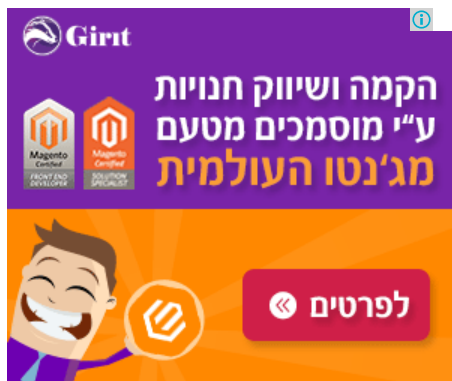 Girit
הקמה ושיווק חנויות
ע"י מוסמכים מטעם
מג'נטו העולמית
Magento
Certified
FRONT END
DEVELOPER
Magento
Certified
SOLUTION
SPECIALIST
לפרטים